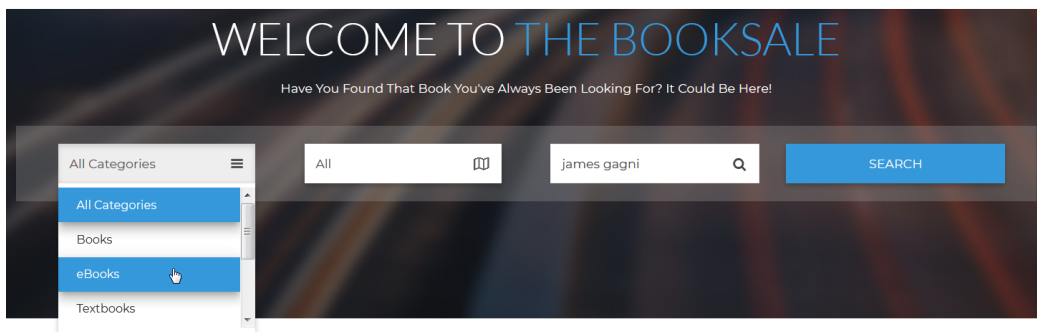 WELCOME TO THE BOOKSALE
Have You Found That Book You've Always Been Looking For? It Could Be Here!
All Categories
All
james gagni
SEARCH
All Categories
Books
eBooks
Textbooks